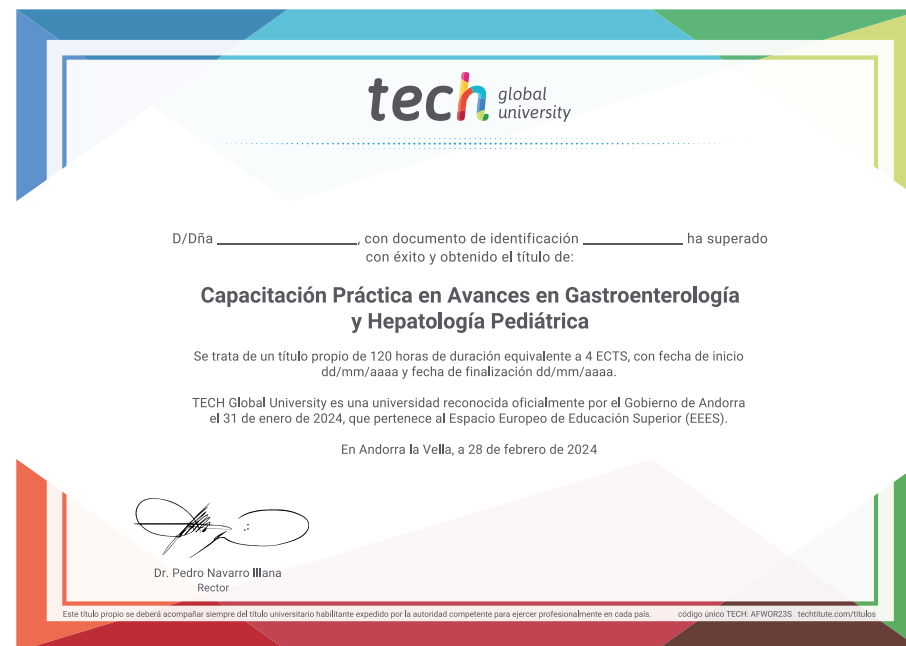 tech global university
D/Dña ____________________, con documento de identificación ______________ ha superado
con éxito y obtenido el título de:
Capacitación Práctica en Avances en Gastroenterología
y Hepatología Pediátrica
Se trata de un título propio de 120 horas de duración equivalente a 4 ECTS, con fecha de inicio
dd/mm/aaaa y fecha de finalización dd/mm/aaaa.
TECH Global University es una universidad reconocida oficialmente por el Gobierno de Andorra
el 31 de enero de 2024, que pertenece al Espacio Europeo de Educación Superior (EEES).
En Andorra la Vella, a 28 de febrero de 2024
Dr. Pedro Navarro Illana
Rector
Este título propio se deberá acompañar siempre del título universitario habilitante expedido por la autoridad competente para ejercer profesionalmente en cada país. código único TECH: AFWOR23S techtitute.com/titulos